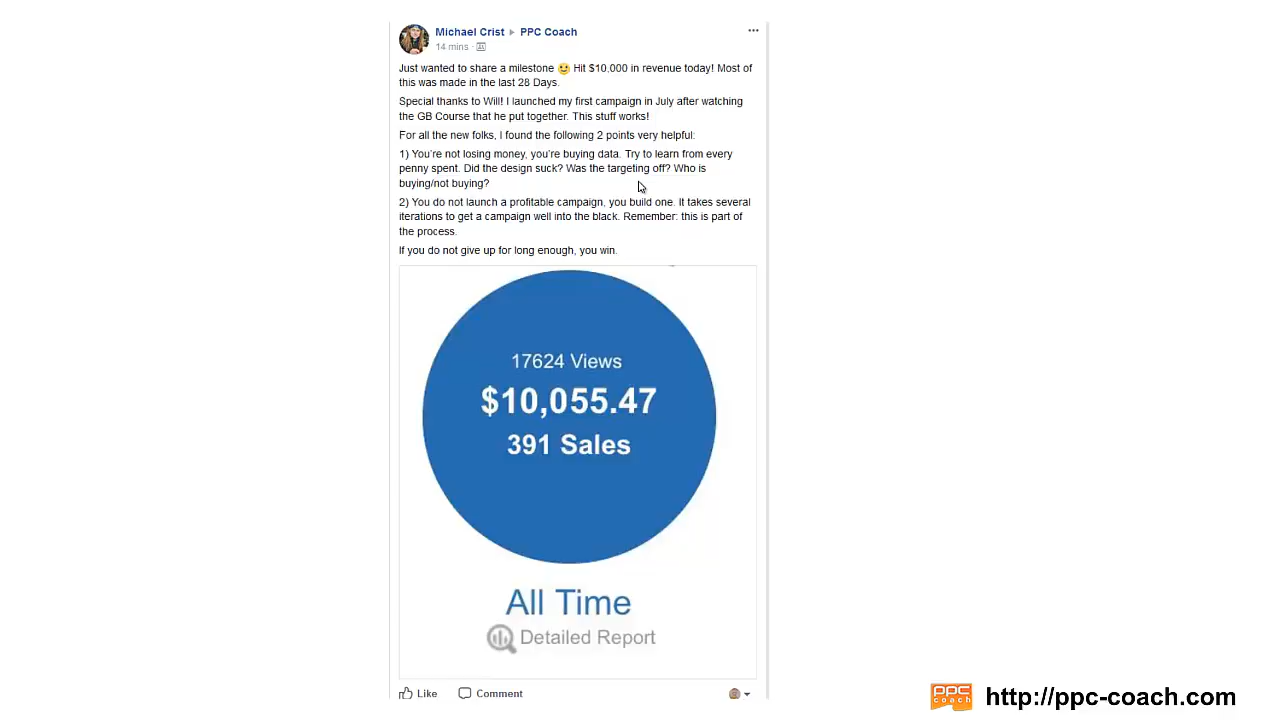 Michael Crist ▸ PPC Coach
14 mins ·
Just wanted to share a milestone 😉 Hit $10,000 in revenue today! Most of
this was made in the last 28 Days.
Special thanks to Will! I launched my first campaign in July after watching
the GB Course that he put together. This stuff works!
For all the new folks, I found the following 2 points very helpful:
1) You're not losing money, you're buying data. Try to learn from every
penny spent. Did the design suck? Was the targeting off? Who is
buying/not buying?
2) You do not launch a profitable campaign, you build one. It takes several
iterations to get a campaign well into the black. Remember: this is part of
the process.
If you do not give up for long enough, you win.
17624 Views
$10,055.47
391 Sales
All Time
Detailed Report
Like Comment
PPC
coach
http://ppc-coach.com